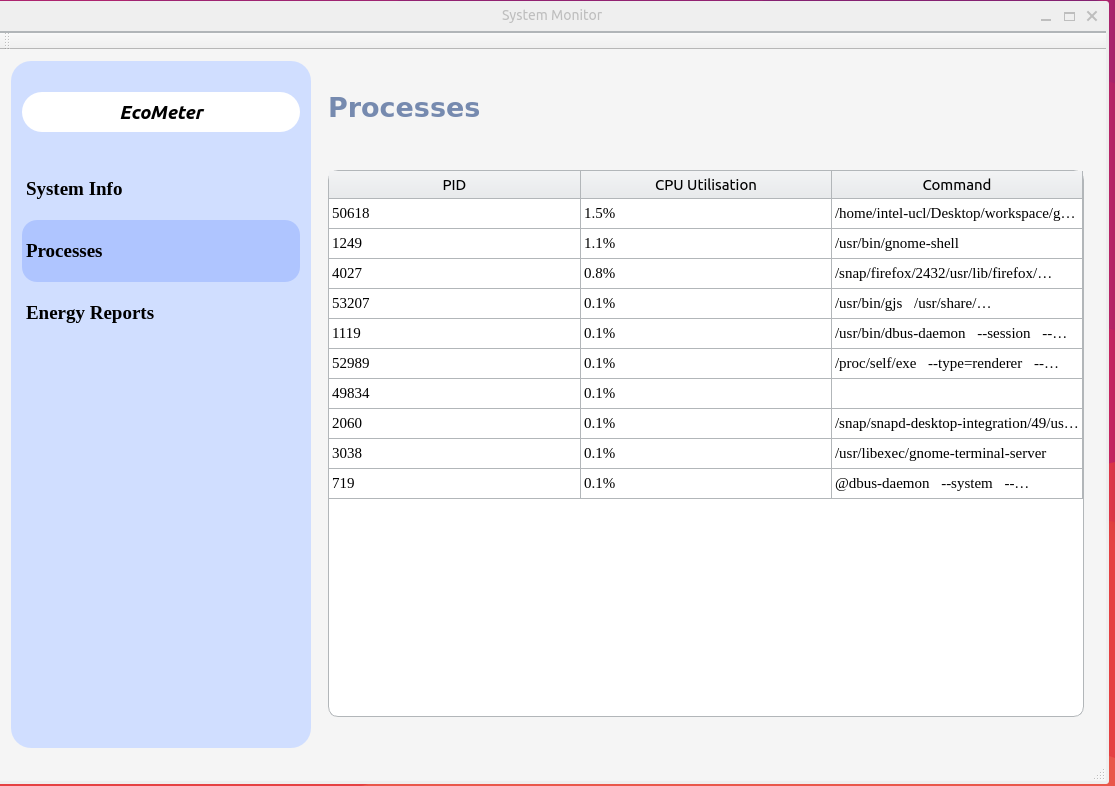 System Monitor
EcoMeter
System Info
Processes
Energy Reports
Processes
PID CPU Utilisation Command
50618 1.5% /home/intel-ucl/Desktop/workspace/g…
1249 1.1% /usr/bin/gnome-shell
4027 0.8% /snap/firefox/2432/usr/lib/firefox/…
53207 0.1% /usr/bin/gjs /usr/share/…
1119 0.1% /usr/bin/dbus-daemon --session --…
52989 0.1% /proc/self/exe --type=renderer --…
49834 0.1%
2060 0.1% /snap/snapd-desktop-integration/49/us…
3038 0.1% /usr/libexec/gnome-terminal-server
719 0.1% @dbus-daemon --system --…